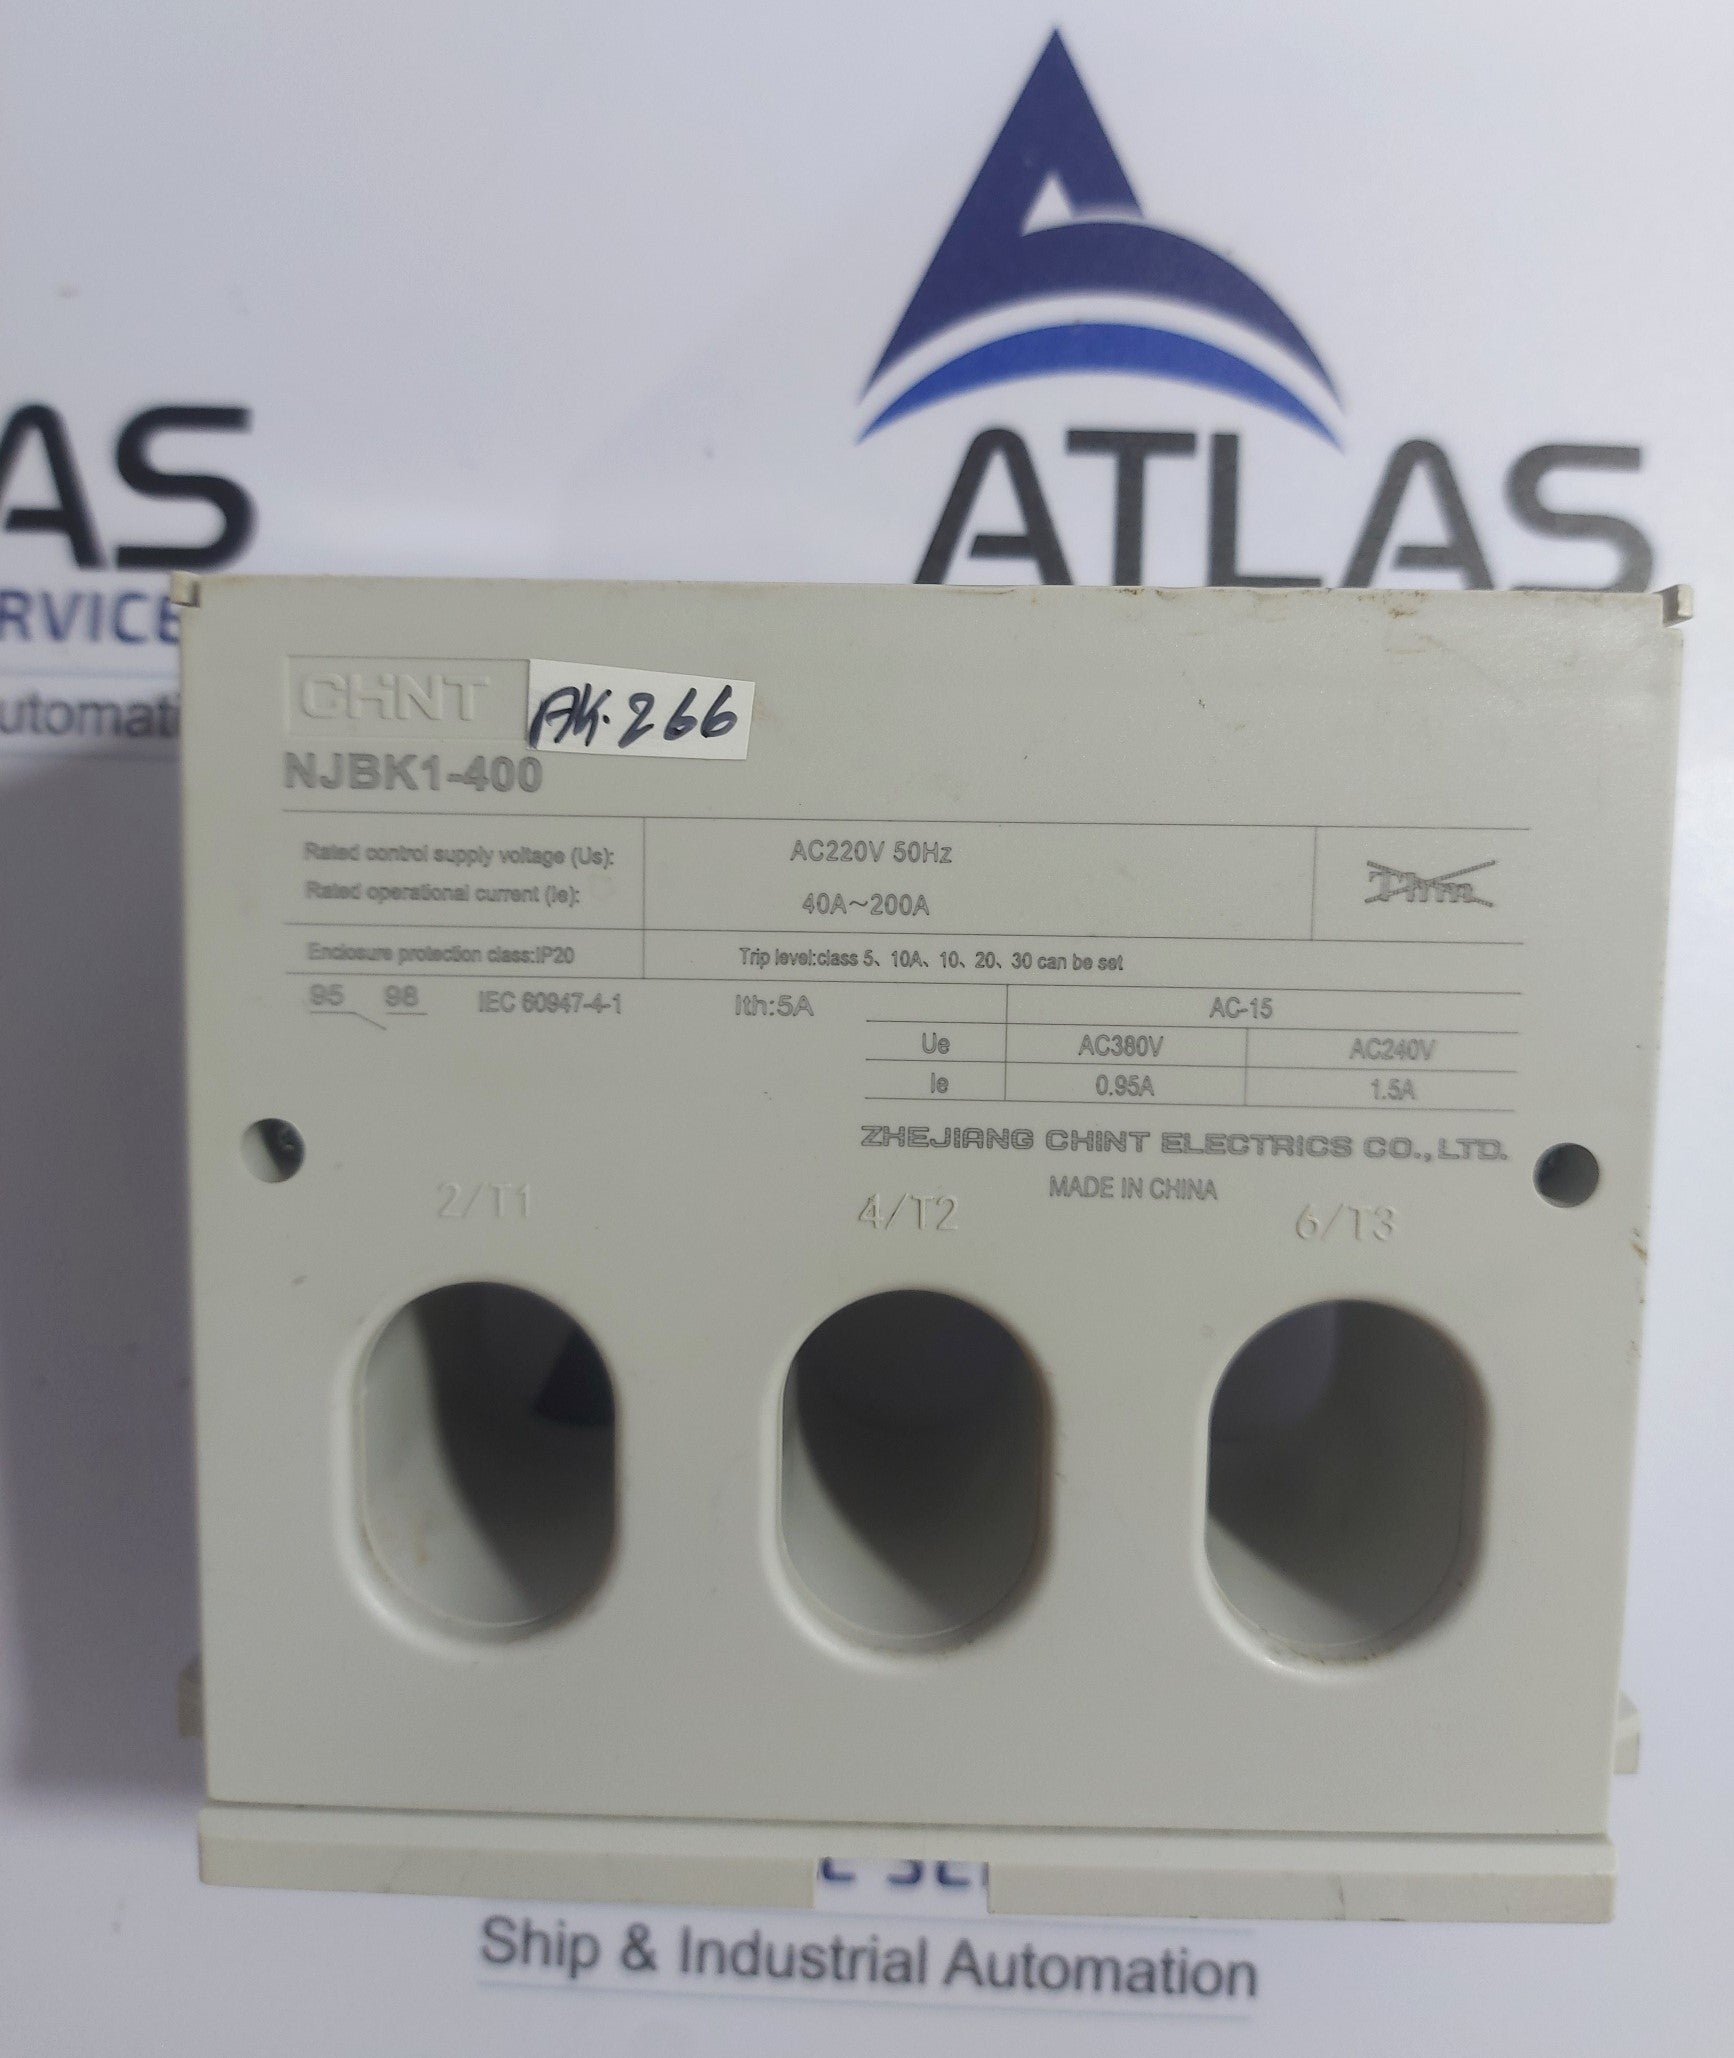 ATLAS
AS
RVICE
utomati
CHNT
AK.266
NJBK1-400
Rated control supply voltage (Us): AC220V 50Hz
Rated operational current (Ie): 40A~200A
Enclosure protection class:IP20 Trip level:class 5、10A、10、20、30 can be set
95 98 IEC 60947-4-1 Ith:5A AC-15
Ue AC380V AC240V
Ie 0.95A 1.5A
ZHEJIANG CHINT ELECTRICS CO.,LTD.
MADE IN CHINA
2/T1 4/T2 6/T3
Ship & Industrial Automation